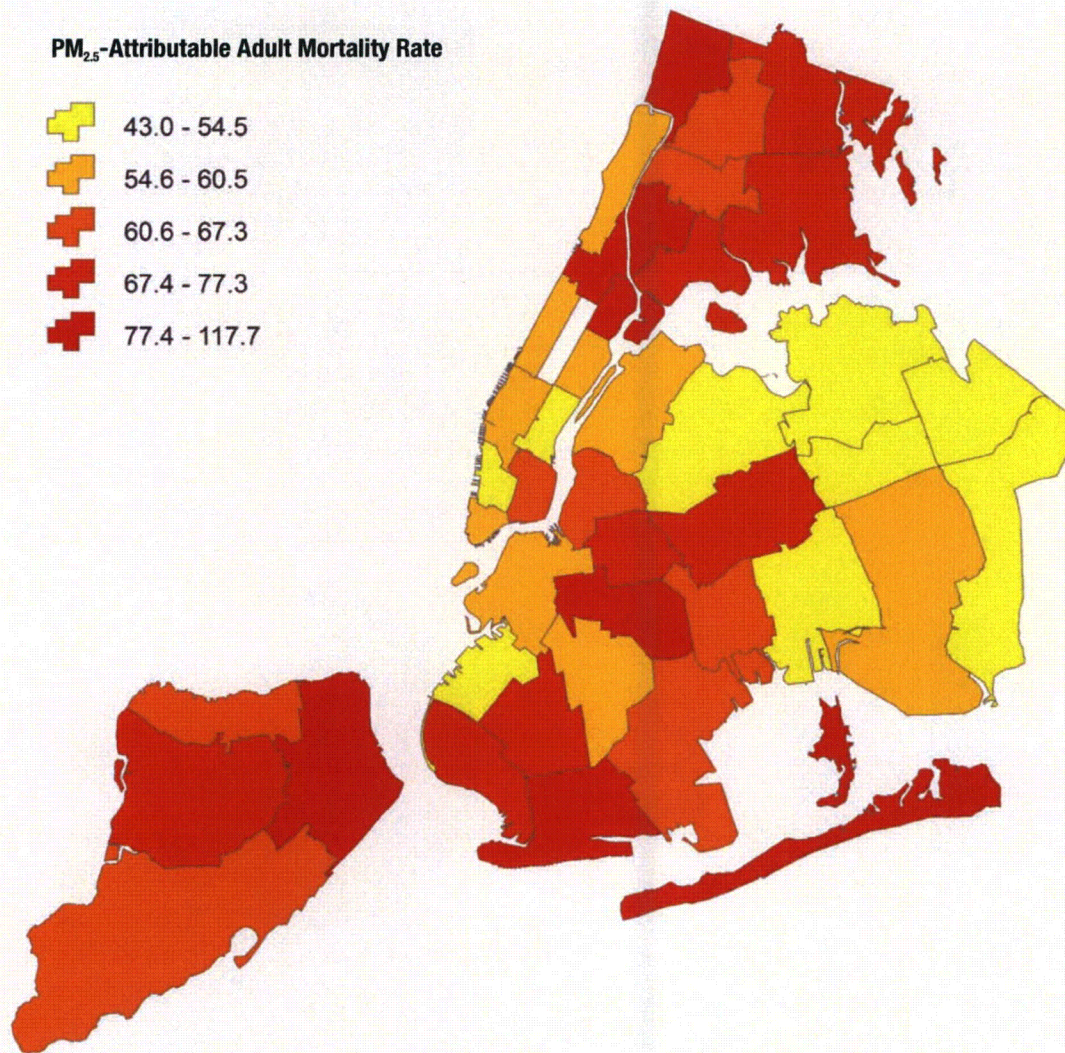 PM2.5-Attributable Adult Mortality Rate
43.0 - 54.5
54.6 - 60.5
60.6 - 67.3
67.4 - 77.3
77.4 - 117.7